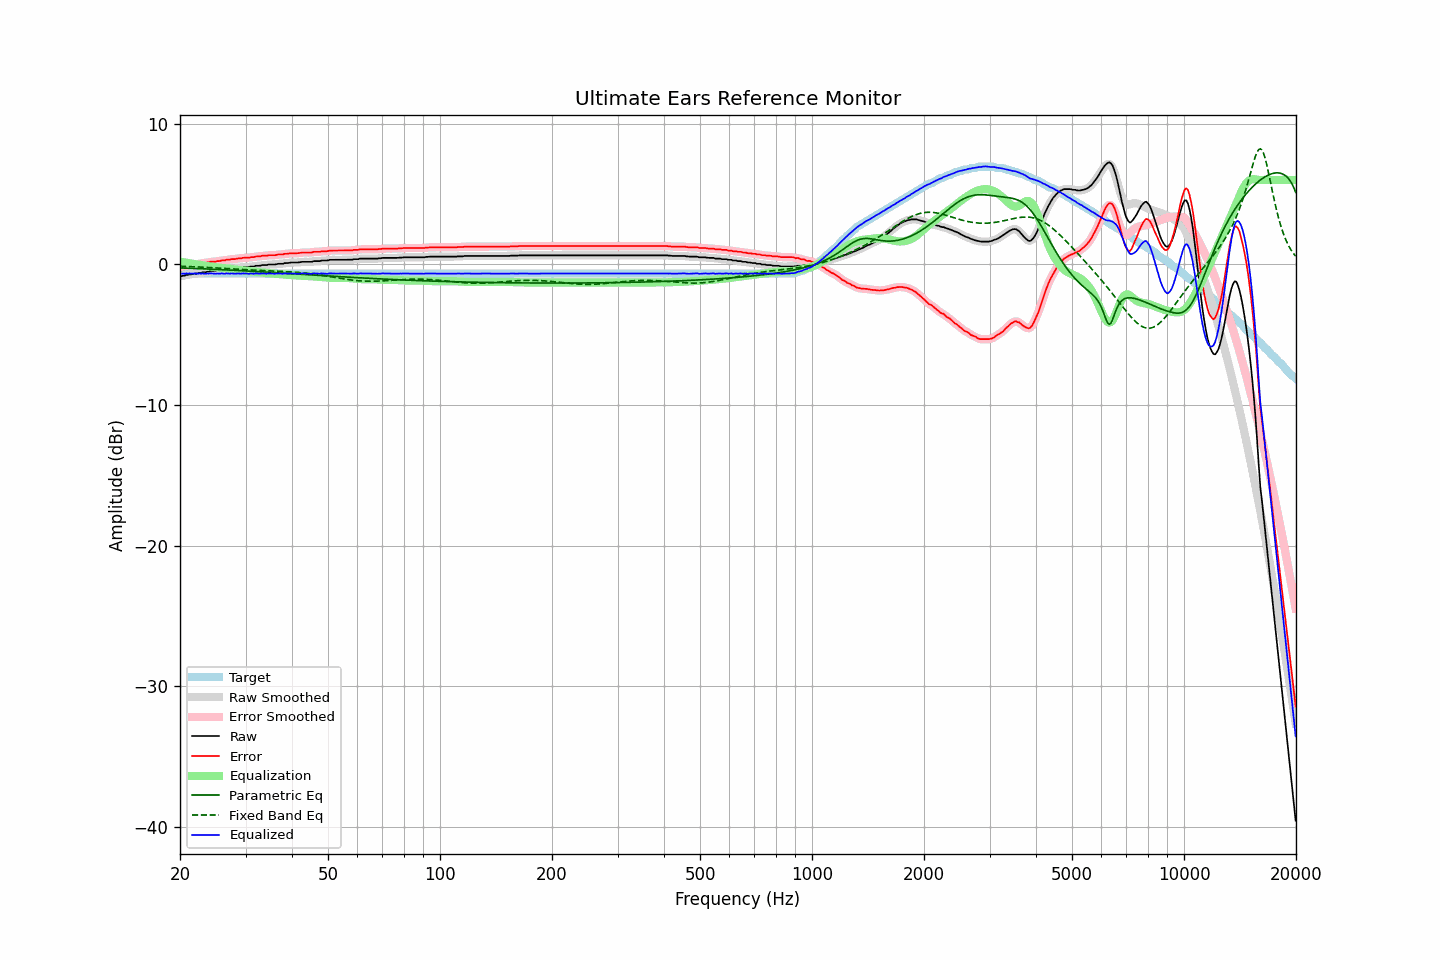 Ultimate Ears Reference Monitor
10
0
−10
−20
−30
−40
Amplitude (dBr)
Target
Raw Smoothed
Error Smoothed
Raw
Error
Equalization
Parametric Eq
Fixed Band Eq
Equalized
20 50 100 200 500 1000 2000 5000 10000 20000
Frequency (Hz)